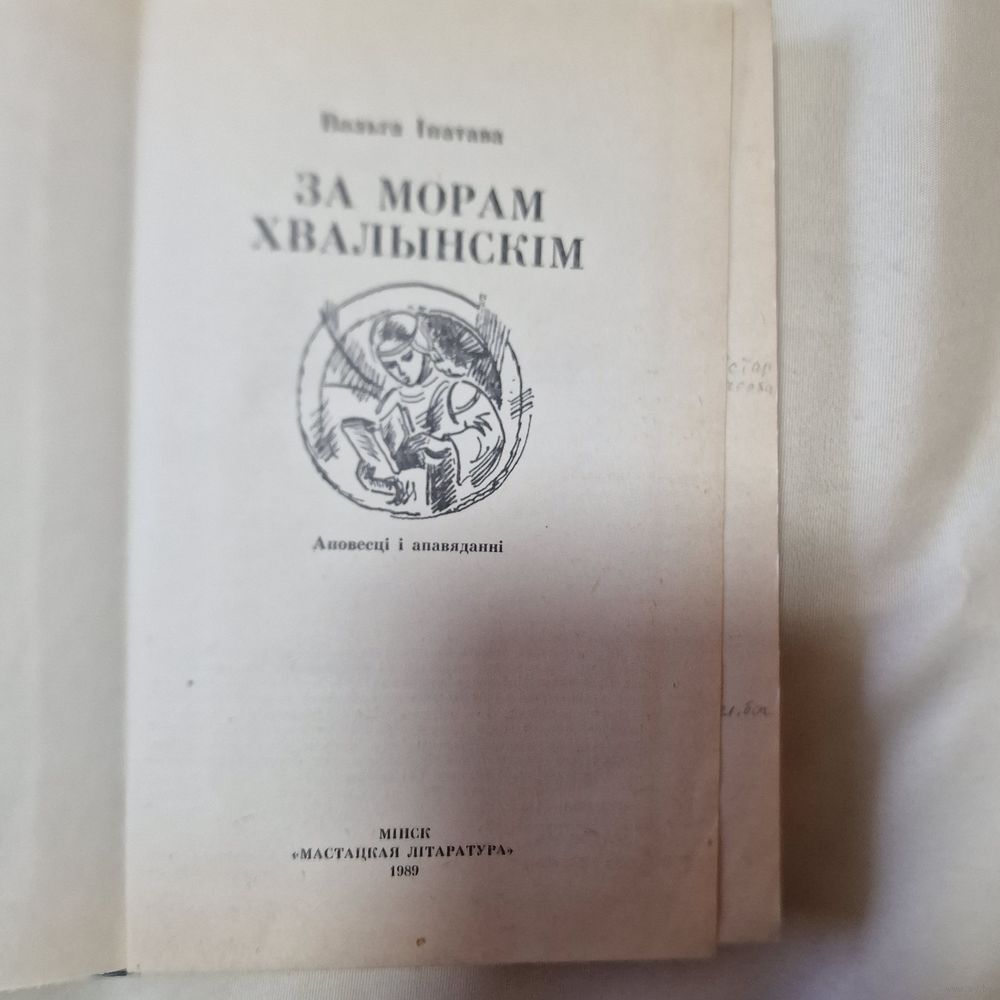 Вольга Іпатава
ЗА МОРАМ
ХВАЛЫНСКІМ
Аповесці і апавяданні
МІНСК
«МАСТАЦКАЯ ЛІТАРАТУРА»
1989